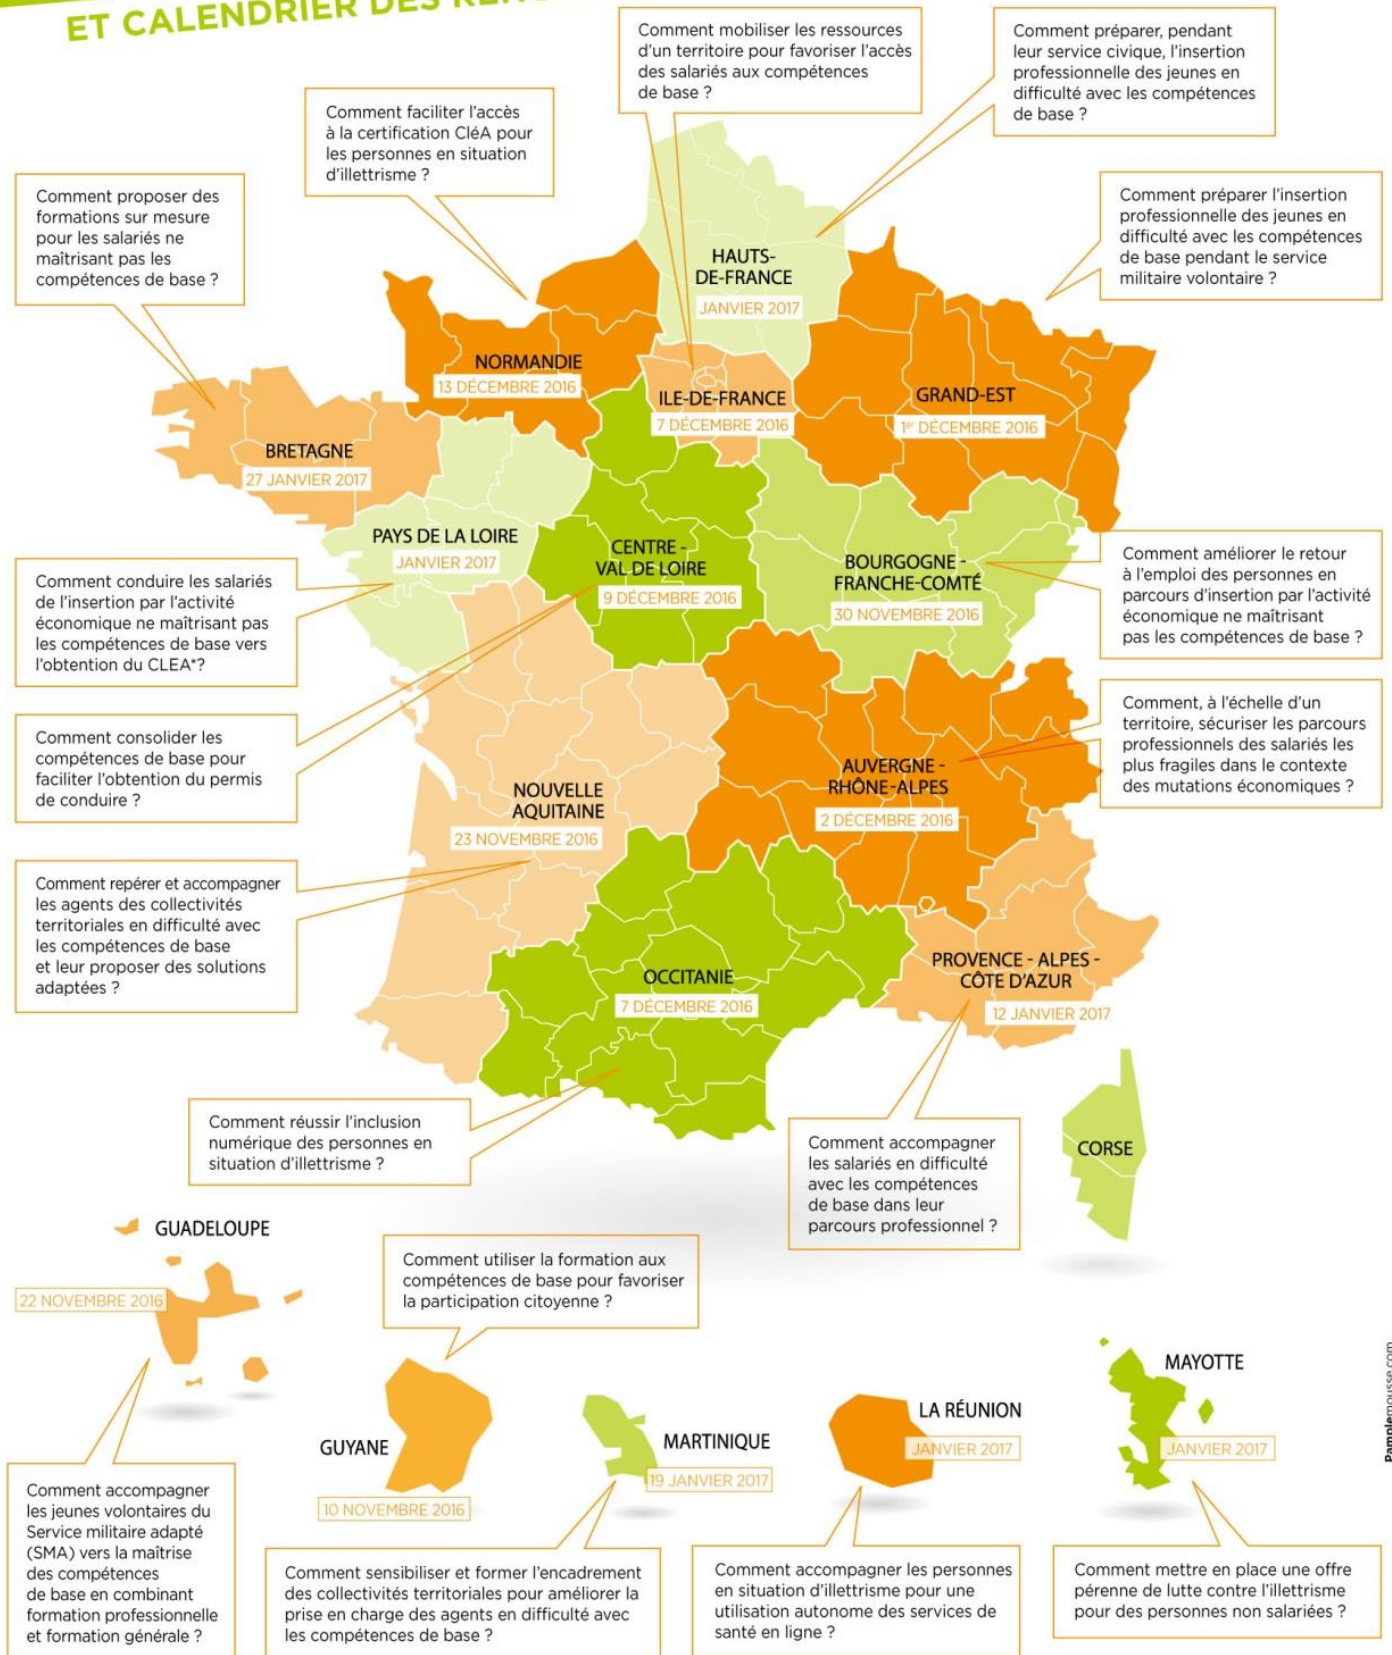 ET CALENDRIER DES
Comment mobiliser les ressources
d'un territoire pour favoriser l'accès
des salariés aux compétences
de base ?
Comment préparer, pendant
leur service civique, l'insertion
professionnelle des jeunes en
difficulté avec les compétences
de base ?
Comment faciliter l'accès
à la certification CléA pour
les personnes en situation
d'illettrisme ?
Comment proposer des
formations sur mesure
pour les salariés ne
maîtrisant pas les
compétences de base ?
Comment préparer l'insertion
professionnelle des jeunes en
difficulté avec les compétences
de base pendant le service
militaire volontaire ?
HAUTS-
DE-FRANCE
JANVIER 2017
NORMANDIE
13 DÉCEMBRE 2016
ILE-DE-FRANCE
7 DÉCEMBRE 2016
GRAND-EST
1er DÉCEMBRE 2016
BRETAGNE
27 JANVIER 2017
PAYS DE LA LOIRE
JANVIER 2017
CENTRE -
VAL DE LOIRE
9 DÉCEMBRE 2016
BOURGOGNE -
FRANCHE-COMTÉ
30 NOVEMBRE 2016
Comment conduire les salariés
de l'insertion par l'activité
économique ne maîtrisant pas
les compétences de base vers
l'obtention du CLEA*?
Comment améliorer le retour
à l'emploi des personnes en
parcours d'insertion par l'activité
économique ne maîtrisant
pas les compétences de base ?
Comment consolider les
compétences de base pour
faciliter l'obtention du permis
de conduire ?
Comment, à l'échelle d'un
territoire, sécuriser les parcours
professionnels des salariés les
plus fragiles dans le contexte
des mutations économiques ?
NOUVELLE
AQUITAINE
23 NOVEMBRE 2016
AUVERGNE -
RHÔNE-ALPES
2 DÉCEMBRE 2016
Comment repérer et accompagner
les agents des collectivités
territoriales en difficulté avec
les compétences de base
et leur proposer des solutions
adaptées ?
OCCITANIE
7 DÉCEMBRE 2016
PROVENCE - ALPES -
CÔTE D'AZUR
12 JANVIER 2017
Comment réussir l'inclusion
numérique des personnes en
situation d'illettrisme ?
Comment accompagner
les salariés en difficulté
avec les compétences
de base dans leur
parcours professionnel ?
CORSE
GUADELOUPE
22 NOVEMBRE 2016
Comment utiliser la formation aux
compétences de base pour favoriser
la participation citoyenne ?
GUYANE
10 NOVEMBRE 2016
MARTINIQUE
19 JANVIER 2017
LA RÉUNION
JANVIER 2017
MAYOTTE
JANVIER 2017
Pamplemousse.com
Comment accompagner
les jeunes volontaires du
Service militaire adapté
(SMA) vers la maîtrise
des compétences
de base en combinant
formation professionnelle
et formation générale ?
Comment sensibiliser et former l'encadrement
des collectivités territoriales pour améliorer la
prise en charge des agents en difficulté avec
les compétences de base ?
Comment accompagner les personnes
en situation d'illettrisme pour une
utilisation autonome des services de
santé en ligne ?
Comment mettre en place une offre
pérenne de lutte contre l'illettrisme
pour des personnes non salariées ?